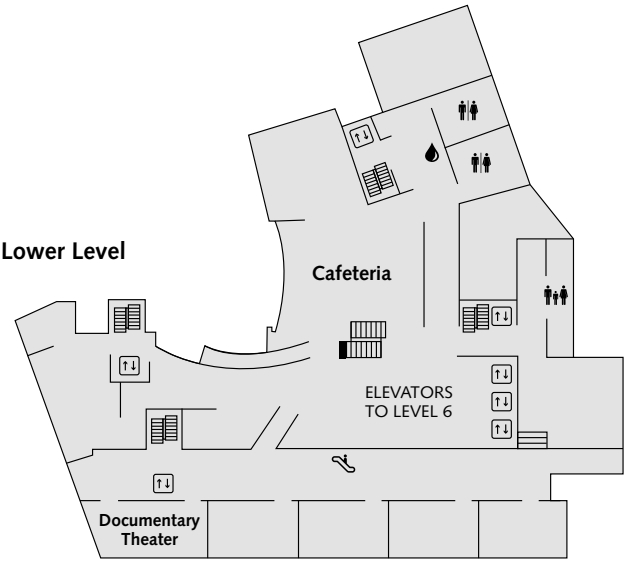 Lower Level
Cafeteria
ELEVATORS
TO LEVEL 6
Documentary
Theater